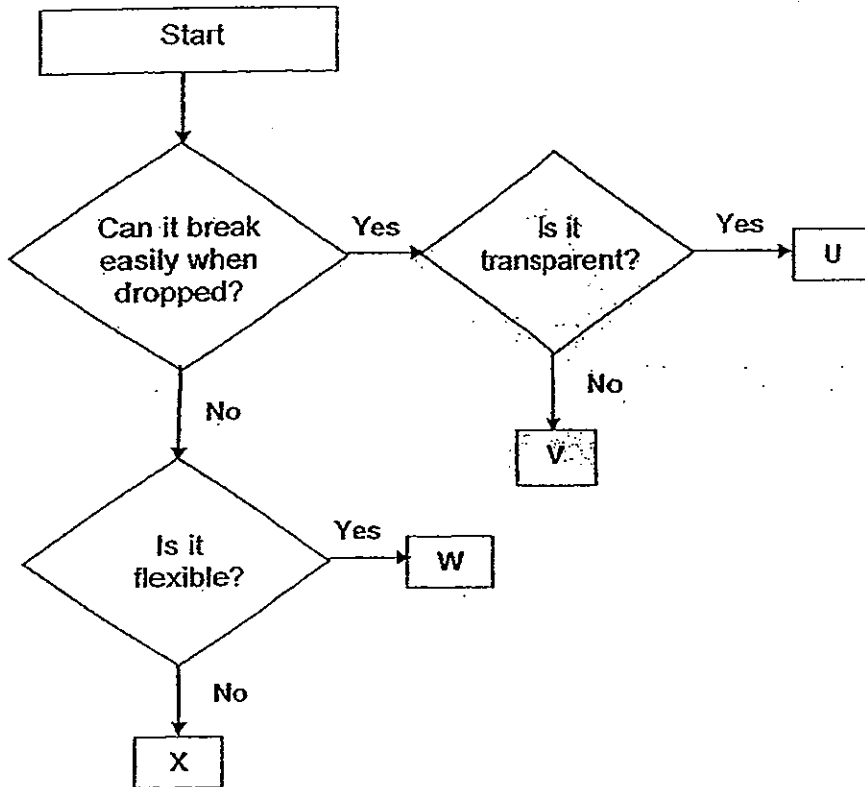 Start
Can it break
easily when
dropped?
Yes
Is it
transparent?
Yes
U
No
V
No
Is it
flexible?
Yes
W
No
X